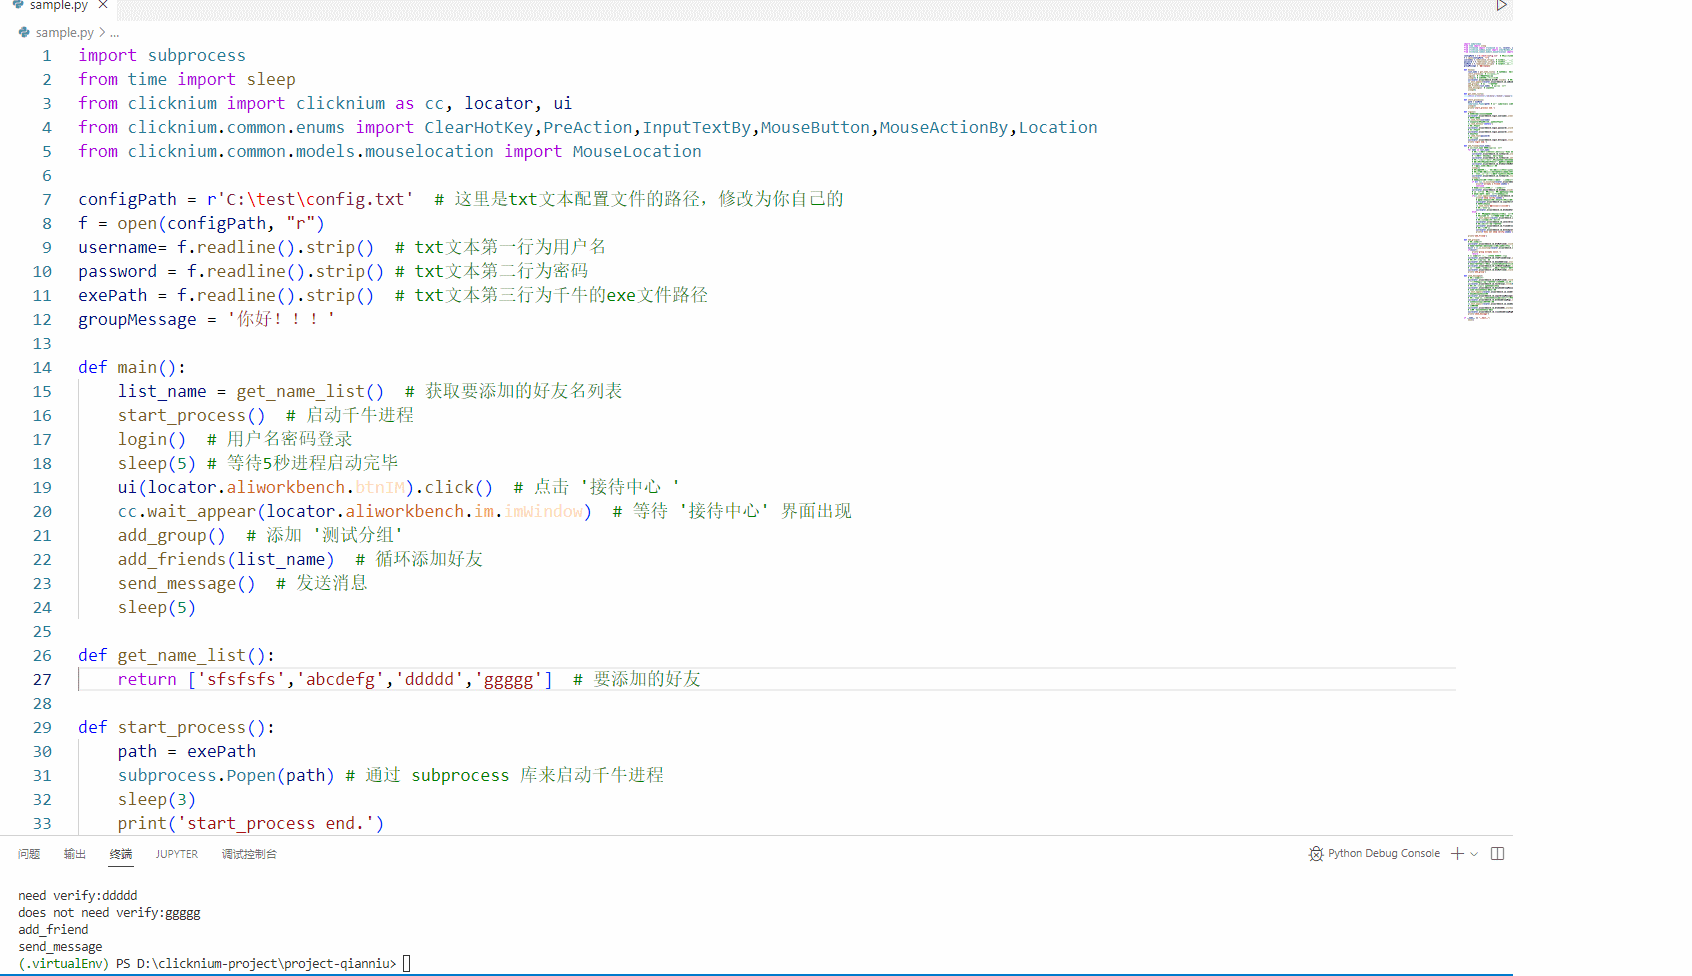 sample.py ×
sample.py > ...
1 import subprocess
2 from time import sleep
3 from clicknium import clicknium as cc, locator, ui
4 from clicknium.common.enums import ClearHotKey,PreAction,InputTextBy,MouseButton,MouseActionBy,Location
5 from clicknium.common.models.mouselocation import MouseLocation
6
7 configPath = r'C:\test\config.txt'  # 这里是txt文本配置文件的路径，修改为你自己的
8 f = open(configPath, "r")
9 username= f.readline().strip()  # txt文本第一行为用户名
10 password = f.readline().strip() # txt文本第二行为密码
11 exePath = f.readline().strip()  # txt文本第三行为千牛的exe文件路径
12 groupMessage = '你好！！！'
13
14 def main():
15     list_name = get_name_list()  # 获取要添加的好友名列表
16     start_process()  # 启动千牛进程
17     login()  # 用户名密码登录
18     sleep(5) # 等待5秒进程启动完毕
19     ui(locator.aliworkbench.btnIM).click()  # 点击 '接待中心 '
20     cc.wait_appear(locator.aliworkbench.im.imWindow)  # 等待 '接待中心' 界面出现
21     add_group()  # 添加 '测试分组'
22     add_friends(list_name)  # 循环添加好友
23     send_message()  # 发送消息
24     sleep(5)
25
26 def get_name_list():
27     return ['sfsfsfs','abcdefg','ddddd','ggggg']  # 要添加的好友
28
29 def start_process():
30     path = exePath
31     subprocess.Popen(path) # 通过 subprocess 库来启动千牛进程
32     sleep(3)
33     print('start_process end.')
问题 输出 终端 JUPYTER 调试控制台 Python Debug Console
need verify:ddddd
does not need verify:ggggg
add_friend
send_message
(.virtualEnv) PS D:\clicknium-project\project-qianniu>